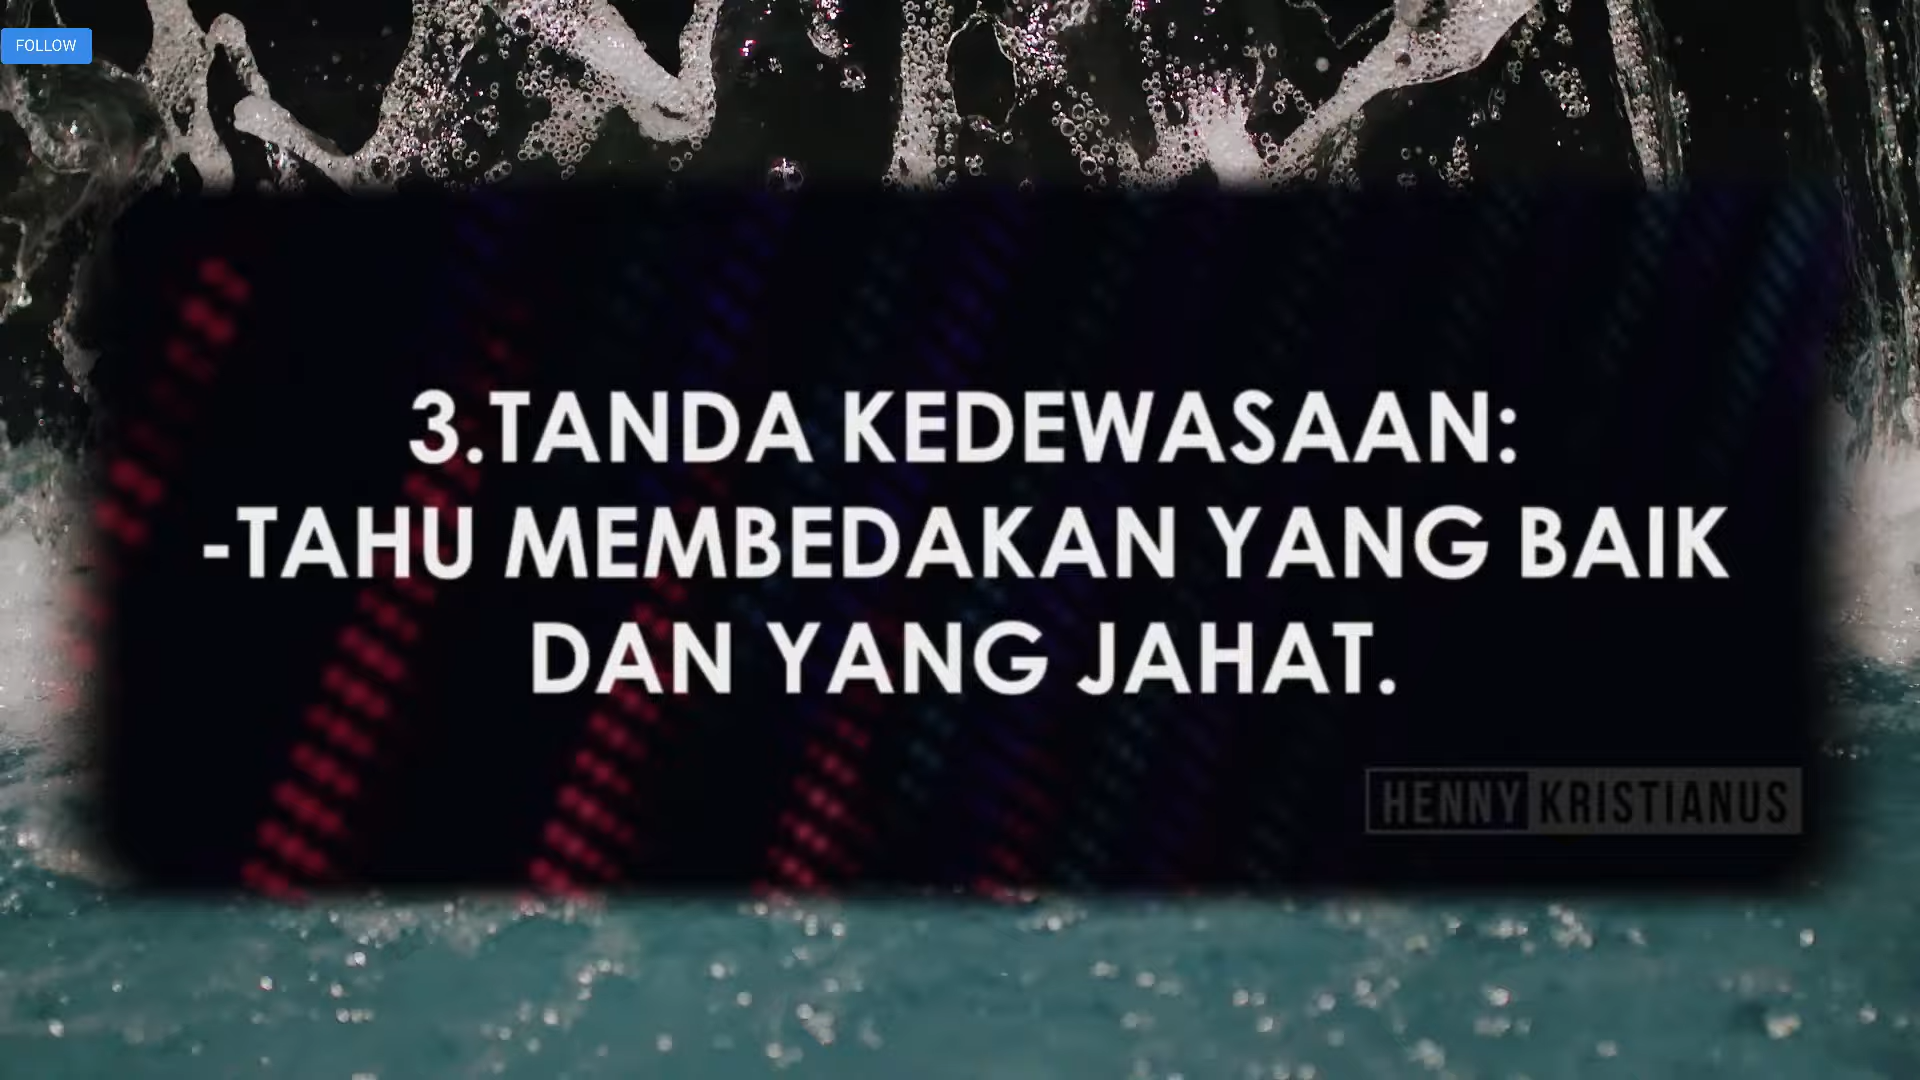 FOLLOW
3.TANDA KEDEWASAAN:
-TAHU MEMBEDAKAN YANG BAIK
DAN YANG JAHAT.
HENNY KRISTIANUS